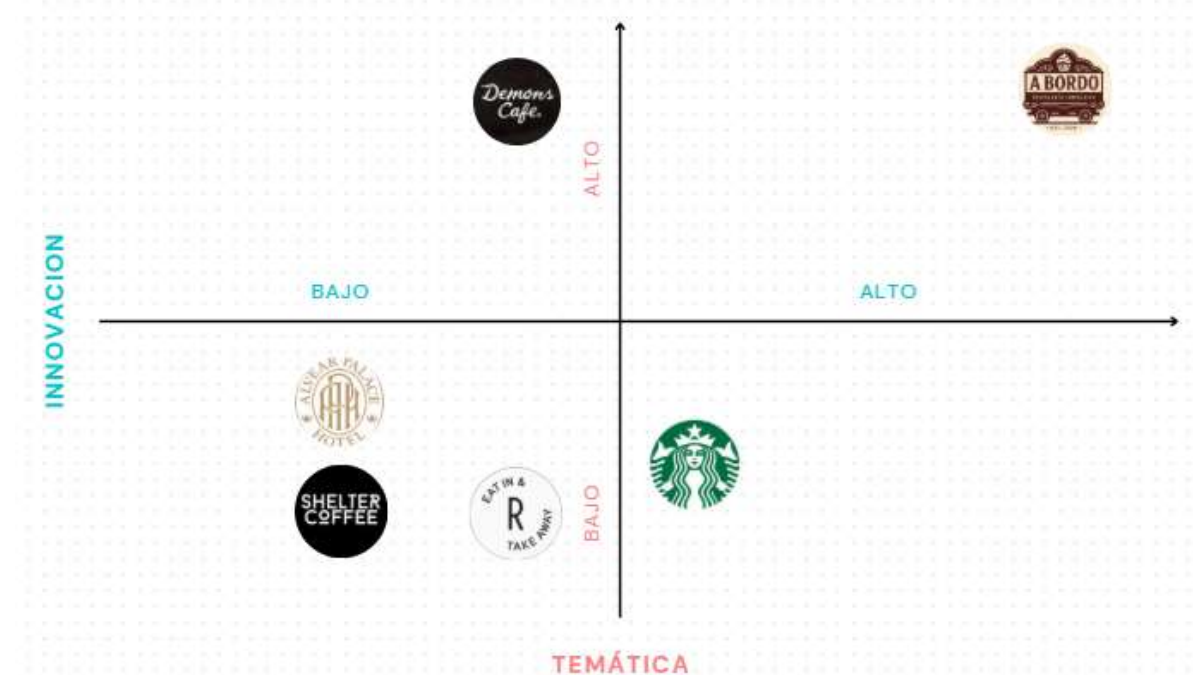 Demons
Cafe.
A BORDO
ALTO
INNOVACION
BAJO
ALTO
ALVEAR PALACE
HOTEL
SHELTER
COFFEE
EAT IN &
R
TAKE AWAY
BAJO
TEMÁTICA